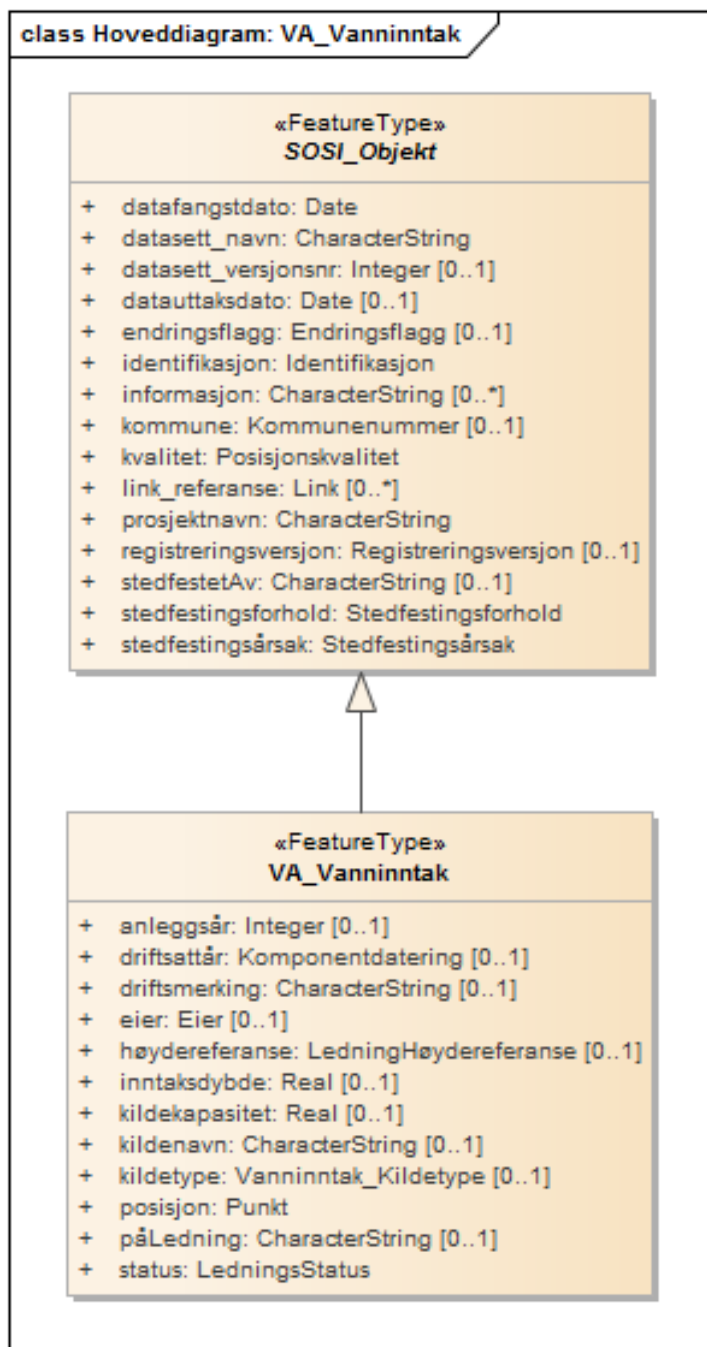 class Hoveddiagram: VA_Vanninntak
«FeatureType»
SOSI_Objekt
+ datafangstdato: Date
+ datasett_navn: CharacterString
+ datasett_versjonsnr: Integer [0..1]
+ datauttaksdato: Date [0..1]
+ endringsflagg: Endringsflagg [0..1]
+ identifikasjon: Identifikasjon
+ informasjon: CharacterString [0..*]
+ kommune: Kommunenummer [0..1]
+ kvalitet: Posisjonskvalitet
+ link_referanse: Link [0..*]
+ prosjektnavn: CharacterString
+ registreringsversjon: Registreringsversjon [0..1]
+ stedfestetAv: CharacterString [0..1]
+ stedfestingsforhold: Stedfestingsforhold
+ stedfestingsårsak: Stedfestingsårsak
«FeatureType»
VA_Vanninntak
+ anleggsår: Integer [0..1]
+ driftsattår: Komponentdatering [0..1]
+ driftsmerking: CharacterString [0..1]
+ eier: Eier [0..1]
+ høydereferanse: LedningHøydereferanse [0..1]
+ inntaksdybde: Real [0..1]
+ kildekapasitet: Real [0..1]
+ kildenavn: CharacterString [0..1]
+ kildetype: Vanninntak_Kildetype [0..1]
+ posisjon: Punkt
+ påLedning: CharacterString [0..1]
+ status: LedningsStatus